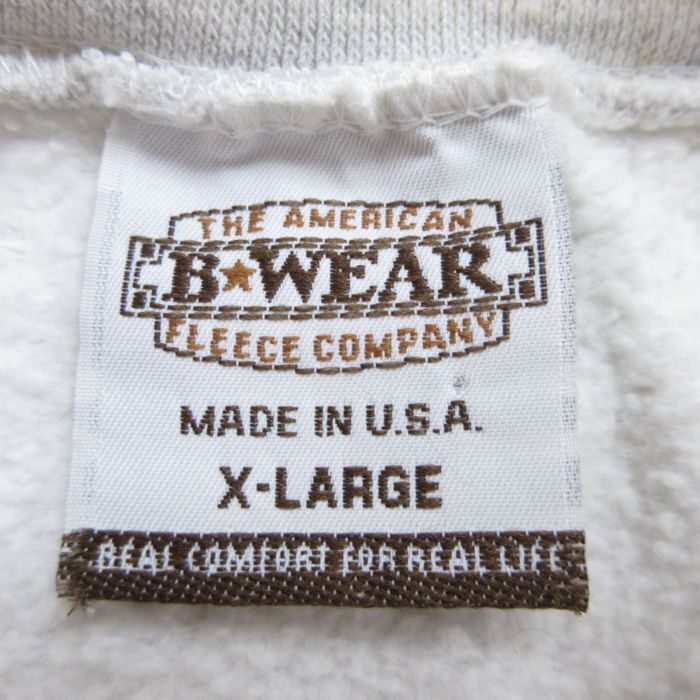 THE AMERICAN
B★WEAR
FLEECE COMPANY
MADE IN U.S.A.
X-LARGE
REAL COMFORT FOR REAL LIFE